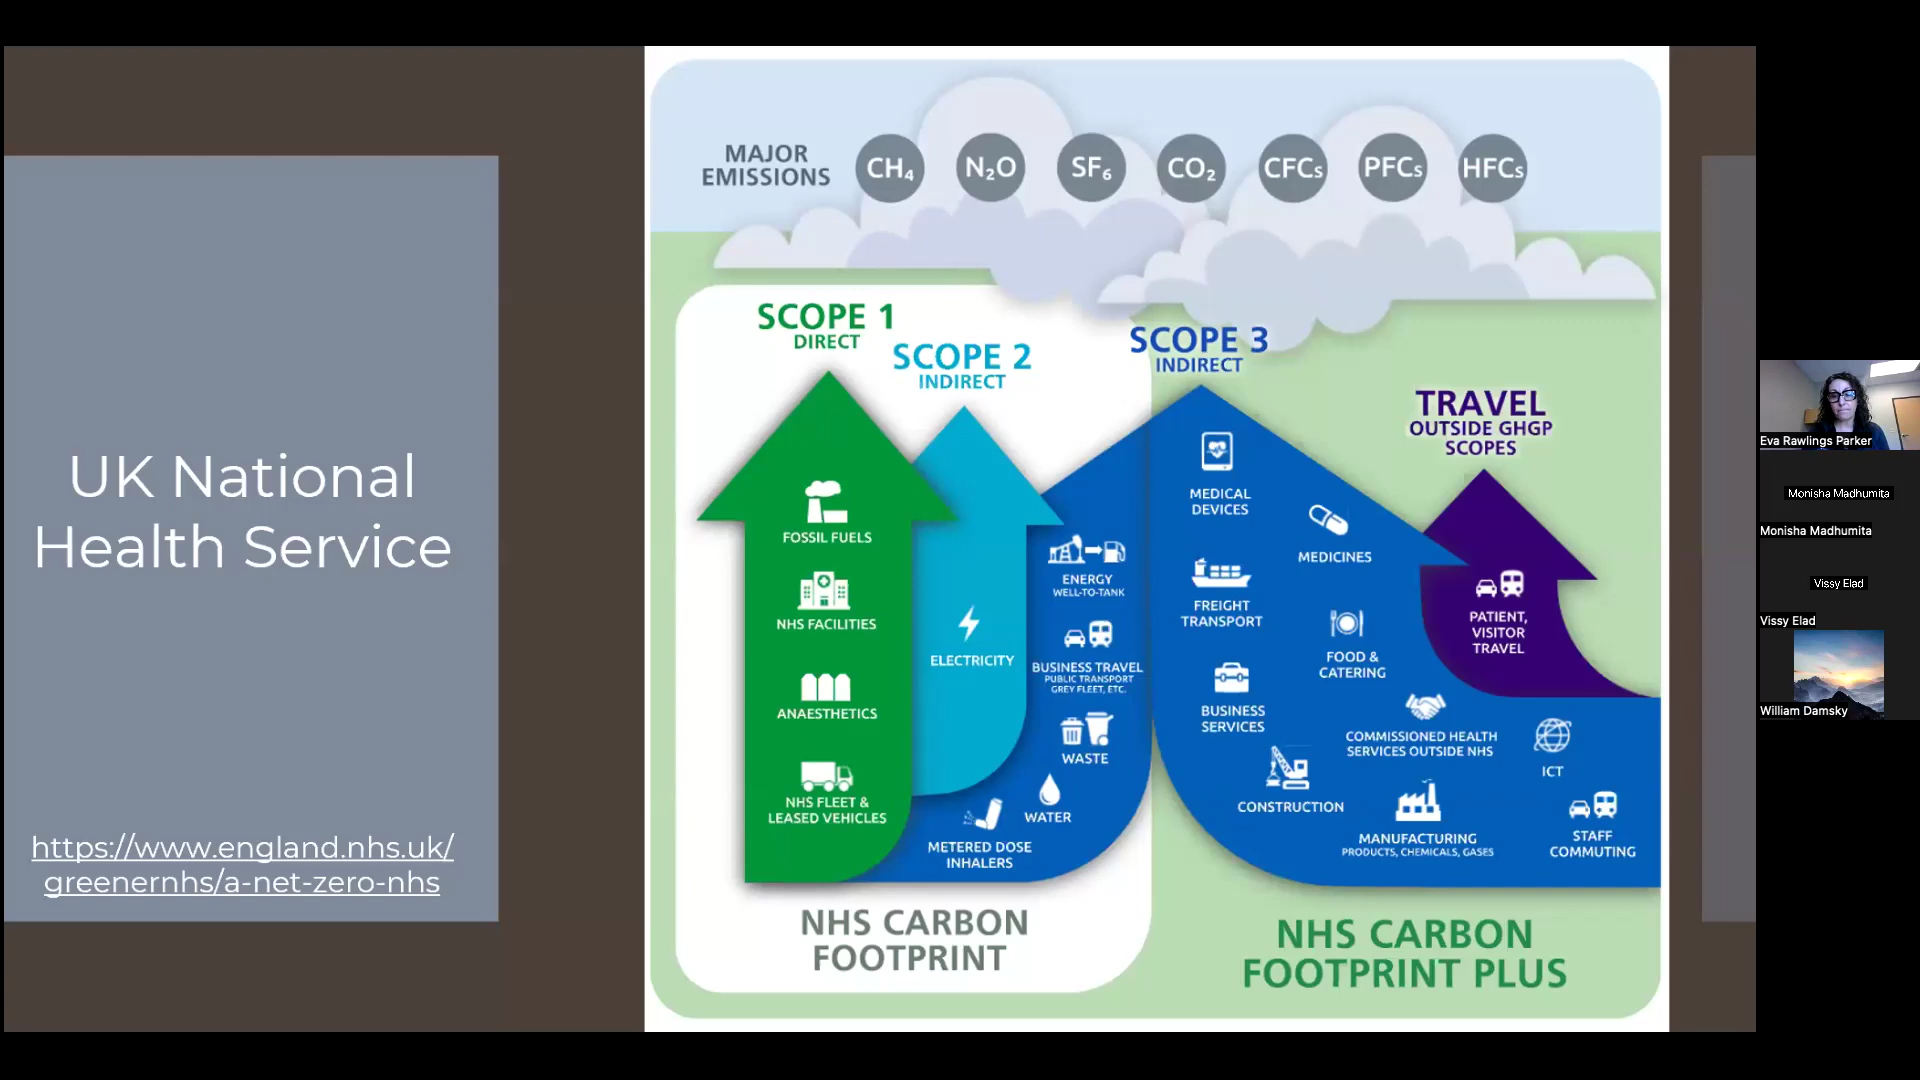 UK National
Health Service
https://www.england.nhs.uk/
greenernhs/a-net-zero-nhs
MAJOR
EMISSIONS
CH₄
N₂O
SF₆
CO₂
CFCs
PFCs
HFCs
SCOPE 1
DIRECT
SCOPE 2
INDIRECT
SCOPE 3
INDIRECT
TRAVEL
OUTSIDE GHGP
SCOPES
FOSSIL FUELS
NHS FACILITIES
ANAESTHETICS
NHS FLEET &
LEASED VEHICLES
ELECTRICITY
ENERGY
WELL-TO-TANK
BUSINESS TRAVEL
PUBLIC TRANSPORT
GREY FLEET, ETC.
WASTE
WATER
METERED DOSE
INHALERS
MEDICAL
DEVICES
MEDICINES
FREIGHT
TRANSPORT
FOOD &
CATERING
BUSINESS
SERVICES
COMMISSIONED HEALTH
SERVICES OUTSIDE NHS
ICT
CONSTRUCTION
MANUFACTURING
PRODUCTS, CHEMICALS, GASES
STAFF
COMMUTING
PATIENT,
VISITOR
TRAVEL
NHS CARBON
FOOTPRINT
NHS CARBON
FOOTPRINT PLUS
Eva Rawlings Parker
Monisha Madhumita
Monisha Madhumita
Vissy Elad
Vissy Elad
William Damsky